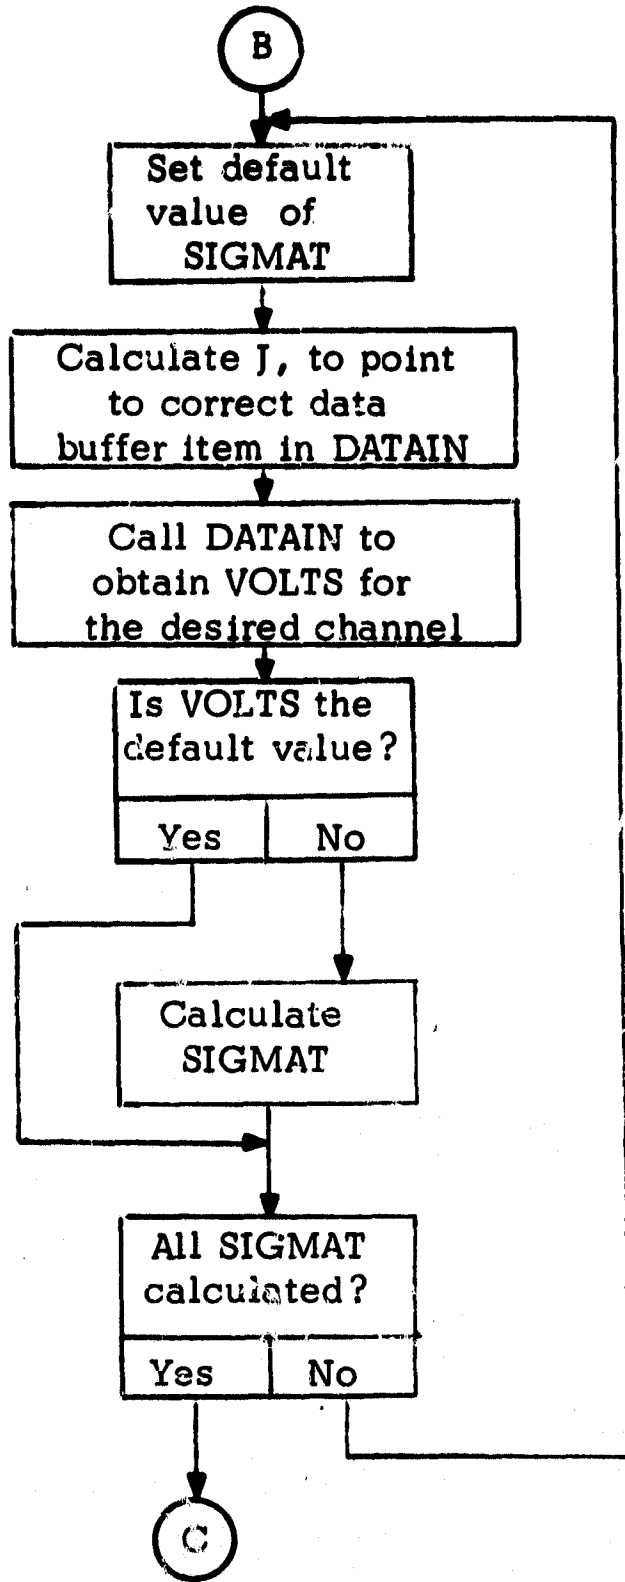 B
Set default
value of
SIGMAT
Calculate J, to point
to correct data
buffer item in DATAIN
Call DATAIN to
obtain VOLTS for
the desired channel
Is VOLTS the
default value?
Yes No
Calculate
SIGMAT
All SIGMAT
calculated?
Yes No
C